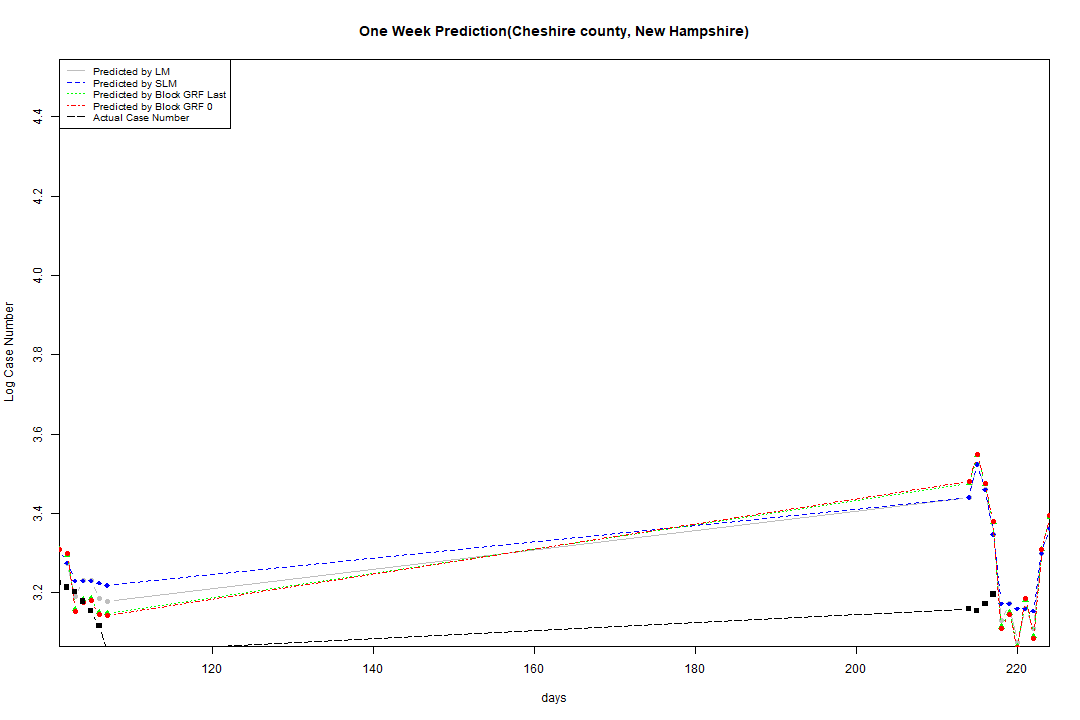 One Week Prediction(Cheshire county, New Hampshire)
Predicted by LM
Predicted by SLM
Predicted by Block GRF Last
Predicted by Block GRF 0
Actual Case Number
4.4
4.2
4.0
3.8
3.6
3.4
3.2
Log Case Number
120 140 160 180 200 220
days